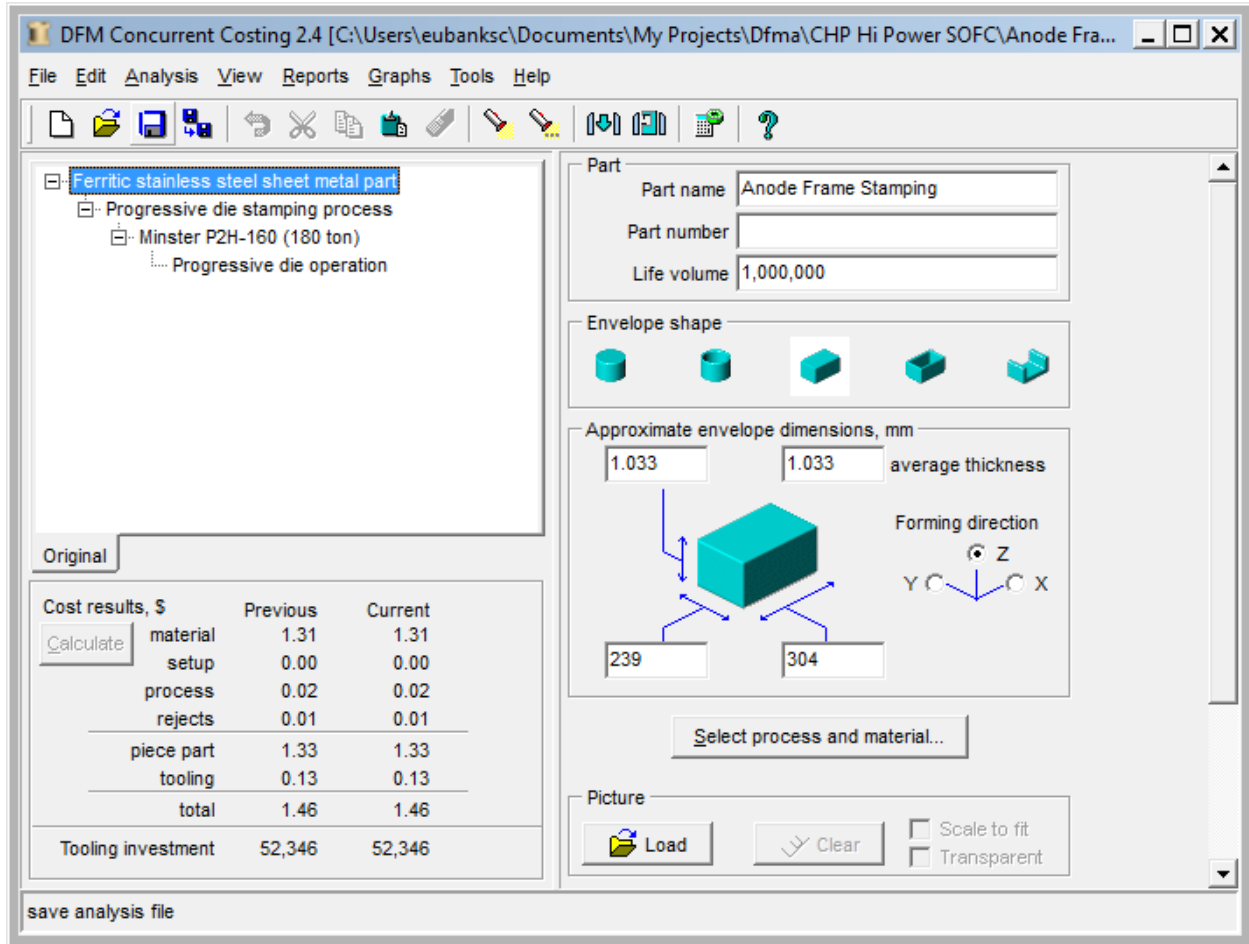 DFM Concurrent Costing 2.4 [C:\Users\eubanksc\Documents\My Projects\Dfma\CHP Hi Power SOFC\Anode Fra...
File Edit Analysis View Reports Graphs Tools Help
Ferritic stainless steel sheet metal part
Progressive die stamping process
Minster P2H-160 (180 ton)
Progressive die operation
Original
Cost results, $ Previous Current
Calculate
material 1.31 1.31
setup 0.00 0.00
process 0.02 0.02
rejects 0.01 0.01
piece part 1.33 1.33
tooling 0.13 0.13
total 1.46 1.46
Tooling investment 52,346 52,346
Part
Part name Anode Frame Stamping
Part number
Life volume 1,000,000
Envelope shape
Approximate envelope dimensions, mm
1.033 1.033 average thickness
Forming direction
Z
Y X
239 304
Select process and material...
Picture
Load Clear Scale to fit
Transparent
save analysis file